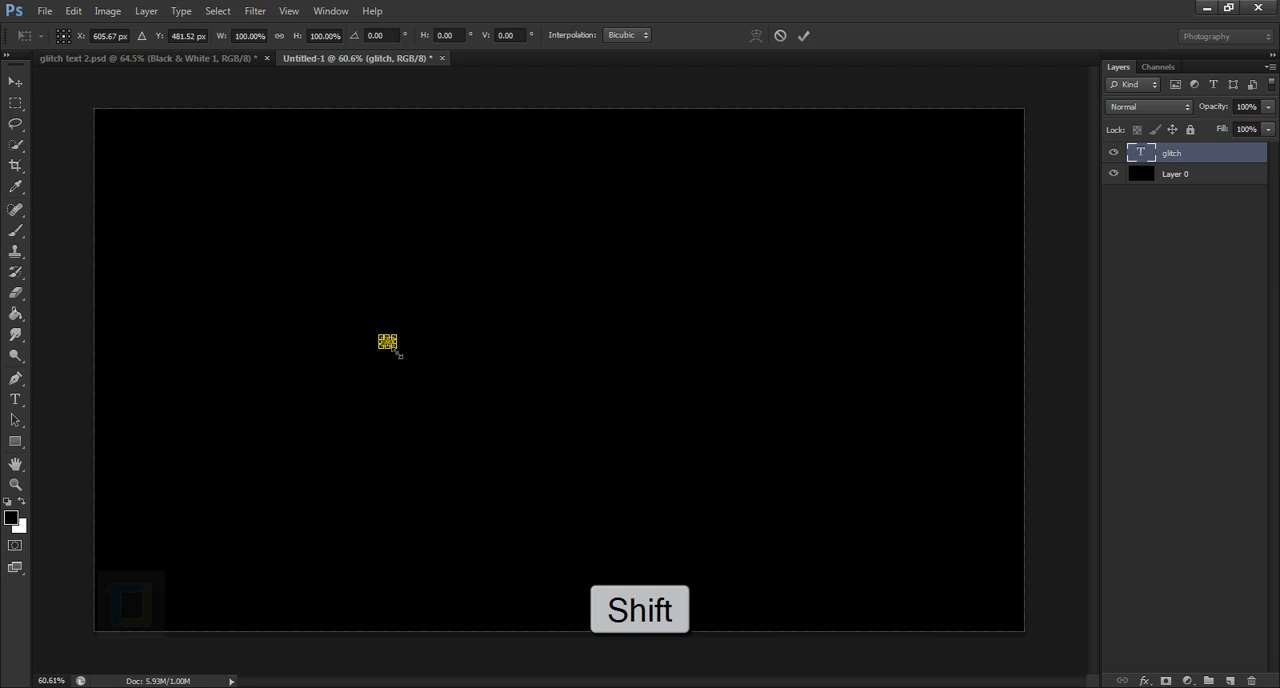 Ps File Edit Image Layer Type Select Filter View Window Help
X: 605.67 px Y: 481.52 px W: 100.00% H: 100.00% 0.00 ° H: 0.00 ° V: 0.00 ° Interpolation: Bicubic Photography
glitch text 2.psd @ 64.5% (Black & White 1, RGB/8) * × Untitled-1 @ 60.6% (glitch, RGB/8) * ×
Layers Channels
Kind
Normal Opacity: 100%
Lock: Fill: 100%
T glitch
Layer 0
Shift
60.61% Doc: 5.93M/1.00M
fx